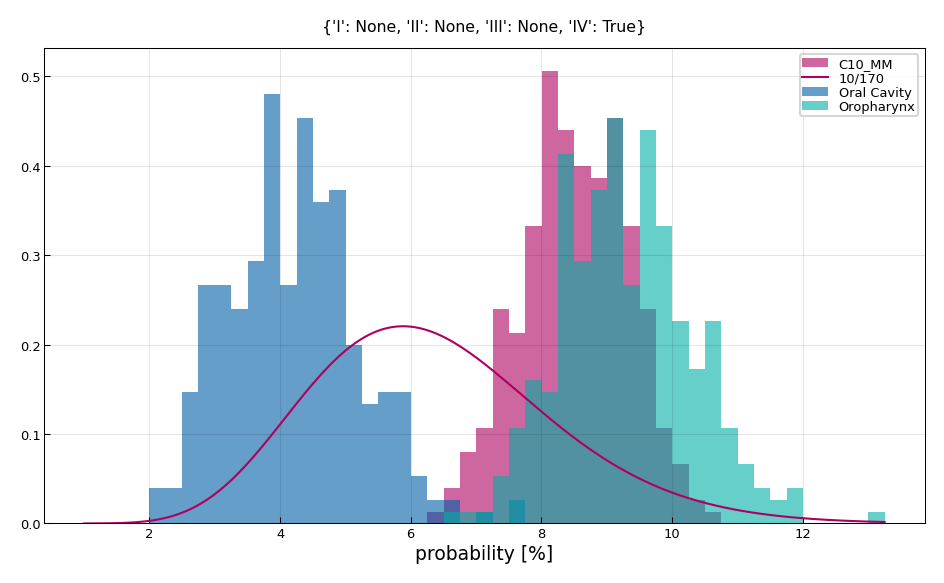 {'I': None, 'II': None, 'III': None, 'IV': True}
C10_MM
10/170
Oral Cavity
Oropharynx
0.5
0.4
0.3
0.2
0.1
0.0
2 4 6 8 10 12
probability [%]